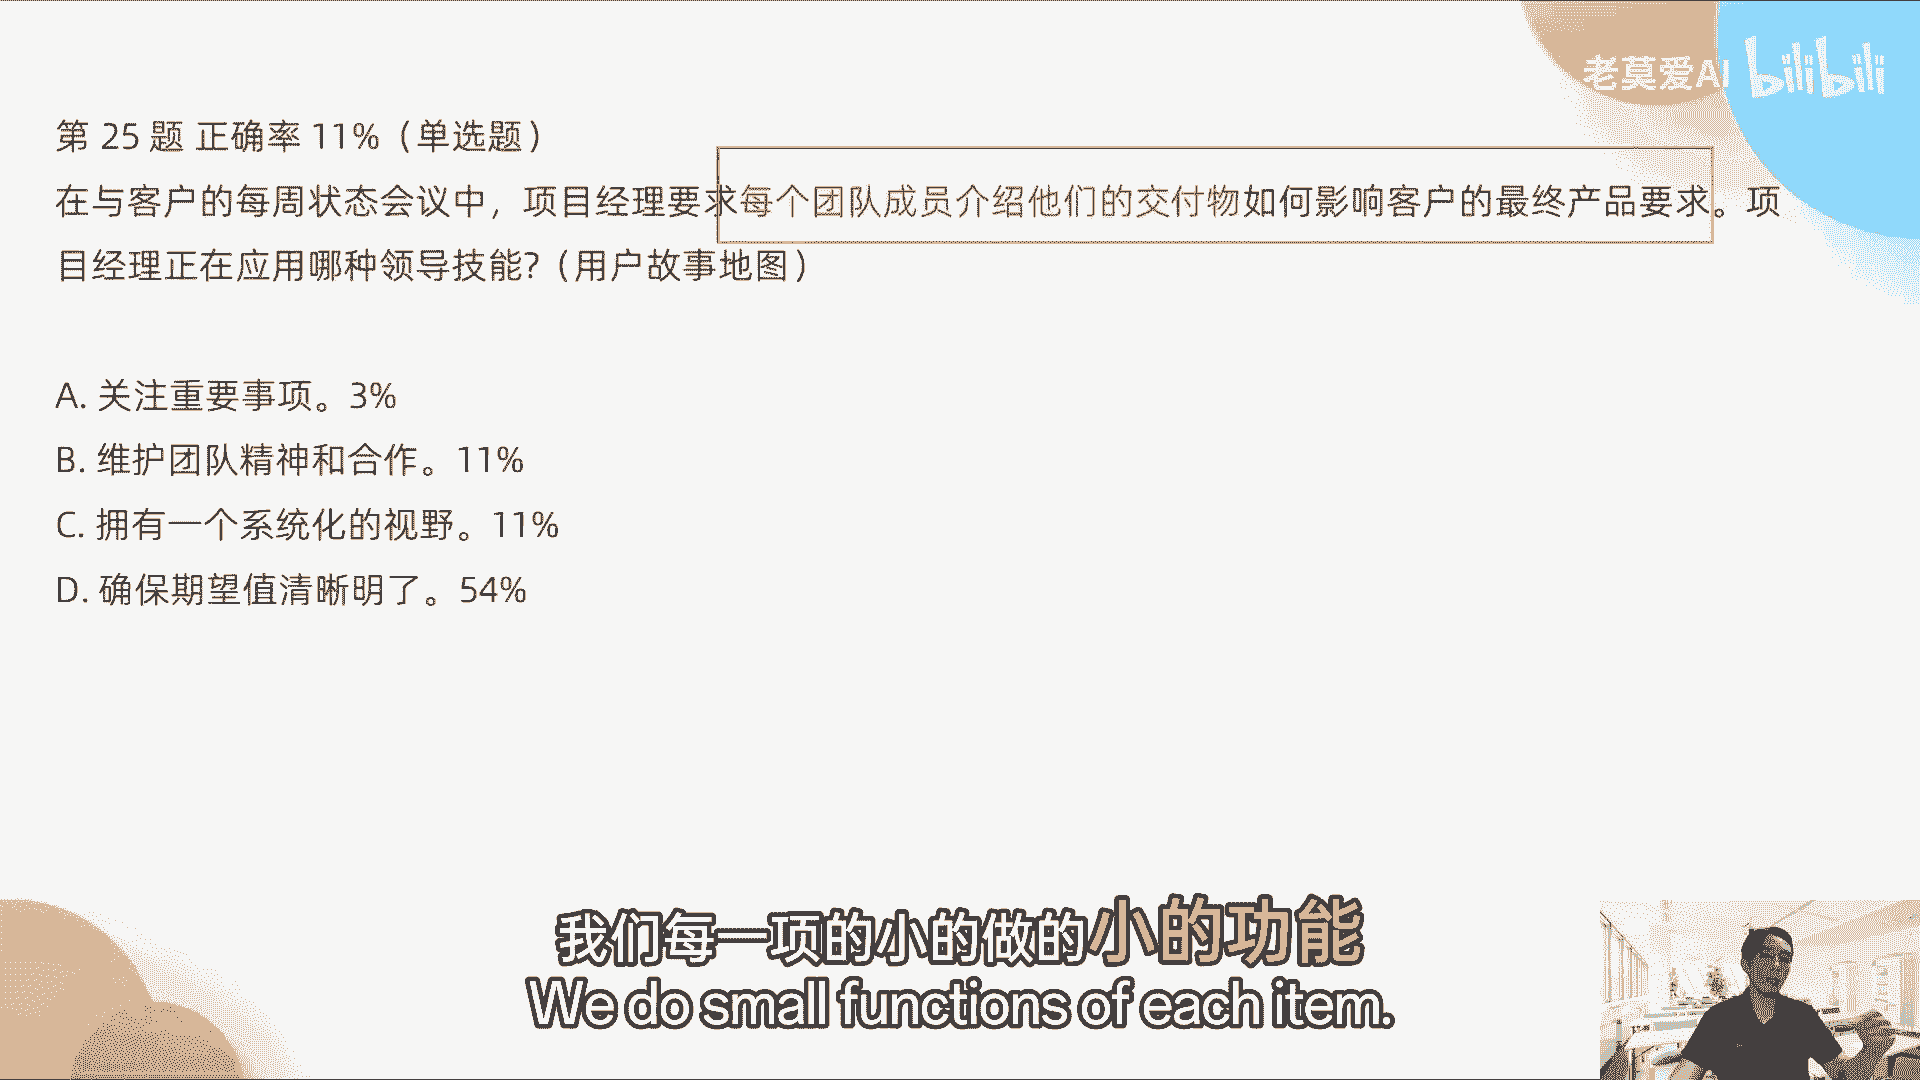 老莫爱AI bilibili
第 25 题 正确率 11%（单选题）
在与客户的每周状态会议中，项目经理要求每个团队成员介绍他们的交付物如何影响客户的最终产品要求。项
目经理正在应用哪种领导技能?（用户故事地图）
A. 关注重要事项。3%
B. 维护团队精神和合作。11%
C. 拥有一个系统化的视野。11%
D. 确保期望值清晰明了。54%
我们每一项的小的做的小的功能
We do small functions of each item.